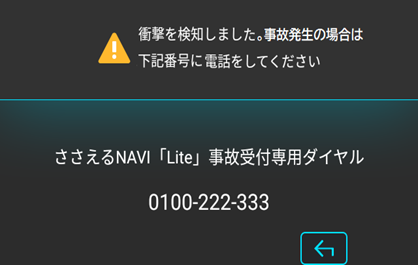 衝撃を検知しました。事故発生の場合は
下記番号に電話をしてください
ささえるNAVI「Lite」事故受付専用ダイヤル
0100-222-333